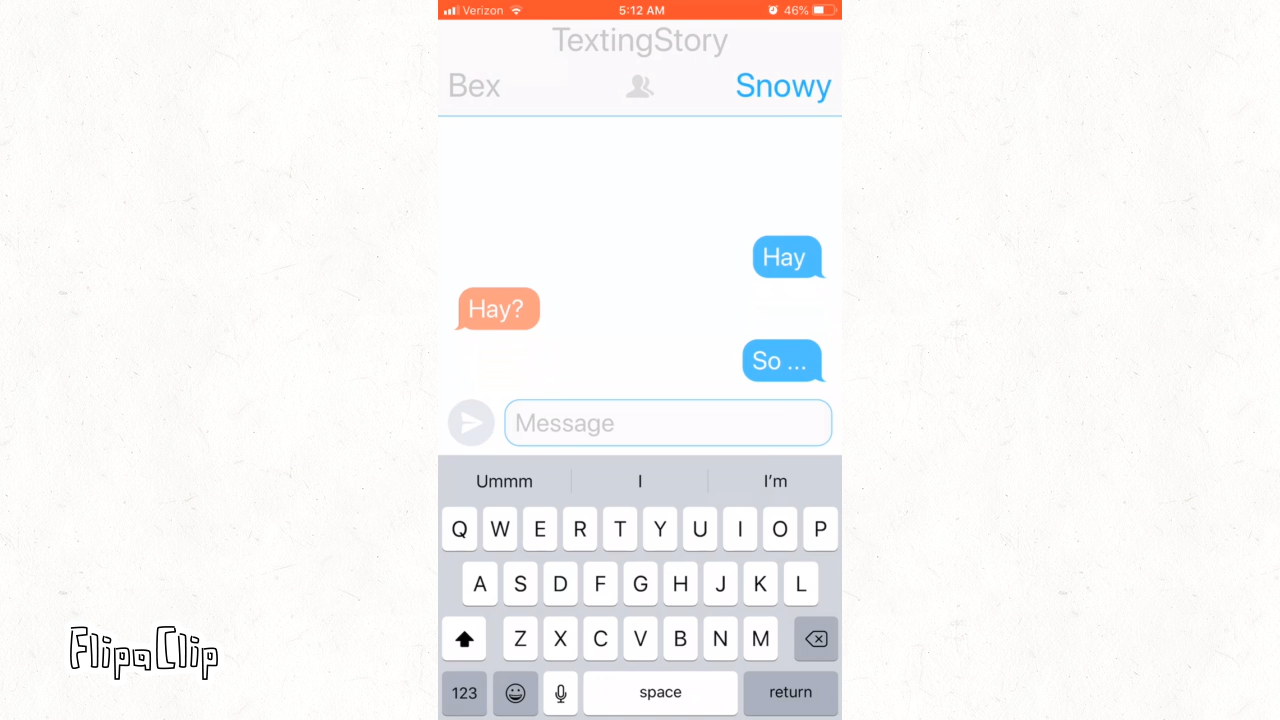 Verizon 5:12 AM 46%
TextingStory
Bex Snowy
Hay
Hay?
So ...
Message
Ummm I I'm
Q W E R T Y U I O P
A S D F G H J K L
Z X C V B N M
123 space return
FlipaClip